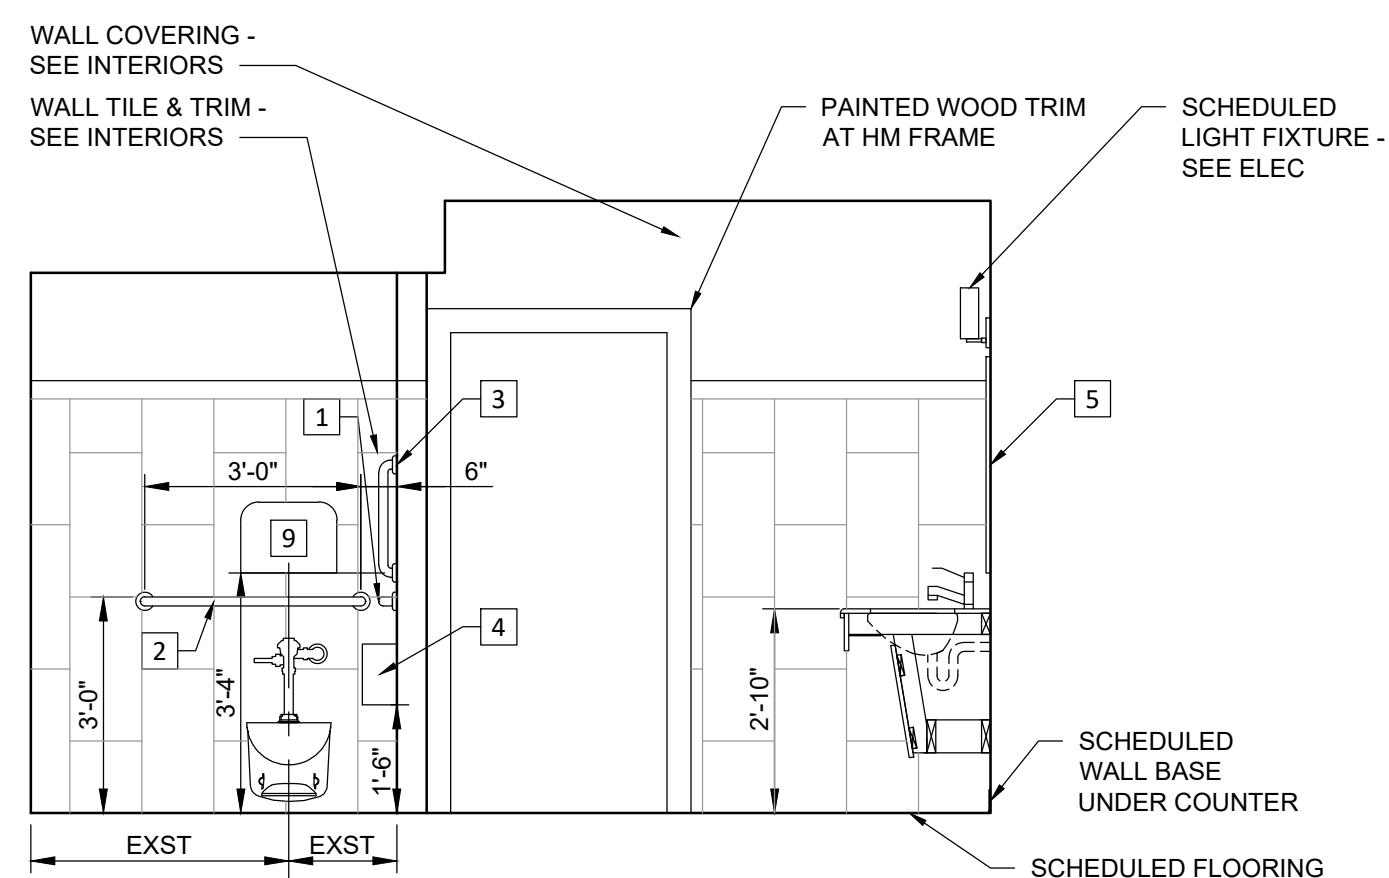 WALL COVERING -
SEE INTERIORS
WALL TILE & TRIM -
SEE INTERIORS
PAINTED WOOD TRIM
AT HM FRAME
SCHEDULED
LIGHT FIXTURE -
SEE ELEC
3
5
1
3'-0"
6"
9
4
2
3'-0"
3'-4"
1'-6"
2'-10"
SCHEDULED
WALL BASE
UNDER COUNTER
EXST
EXST
SCHEDULED FLOORING